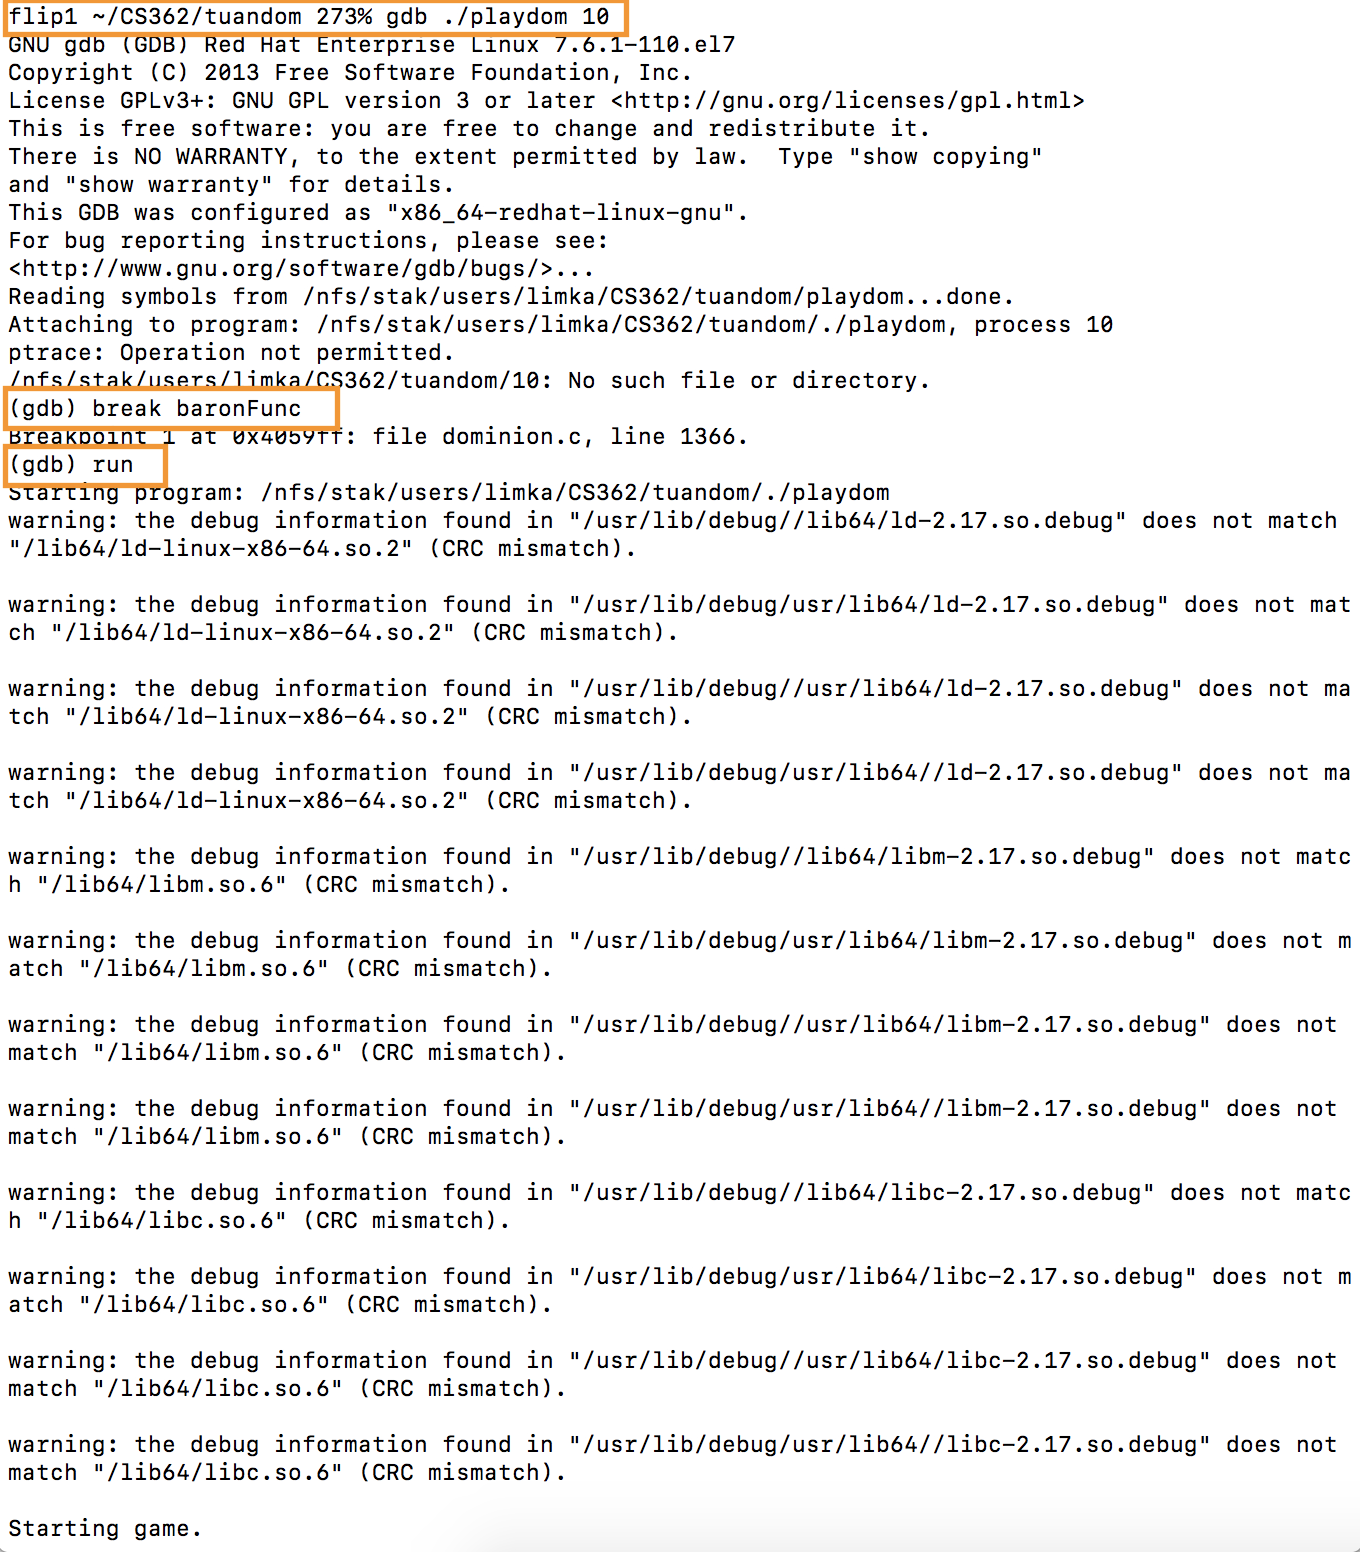 flip1 ~/CS362/tuandom 273% gdb ./playdom 10
GNU gdb (GDB) Red Hat Enterprise Linux 7.6.1-110.el7
Copyright (C) 2013 Free Software Foundation, Inc.
License GPLv3+: GNU GPL version 3 or later <http://gnu.org/licenses/gpl.html>
This is free software: you are free to change and redistribute it.
There is NO WARRANTY, to the extent permitted by law.  Type "show copying"
and "show warranty" for details.
This GDB was configured as "x86_64-redhat-linux-gnu".
For bug reporting instructions, please see:
<http://www.gnu.org/software/gdb/bugs/>...
Reading symbols from /nfs/stak/users/limka/CS362/tuandom/playdom...done.
Attaching to program: /nfs/stak/users/limka/CS362/tuandom/./playdom, process 10
ptrace: Operation not permitted.
/nfs/stak/users/limka/CS362/tuandom/10: No such file or directory.
(gdb) break baronFunc
Breakpoint 1 at 0x4059ff: file dominion.c, line 1366.
(gdb) run
Starting program: /nfs/stak/users/limka/CS362/tuandom/./playdom
warning: the debug information found in "/usr/lib/debug//lib64/ld-2.17.so.debug" does not match
"/lib64/ld-linux-x86-64.so.2" (CRC mismatch).
warning: the debug information found in "/usr/lib/debug/usr/lib64/ld-2.17.so.debug" does not mat
ch "/lib64/ld-linux-x86-64.so.2" (CRC mismatch).
warning: the debug information found in "/usr/lib/debug//usr/lib64/ld-2.17.so.debug" does not ma
tch "/lib64/ld-linux-x86-64.so.2" (CRC mismatch).
warning: the debug information found in "/usr/lib/debug/usr/lib64//ld-2.17.so.debug" does not ma
tch "/lib64/ld-linux-x86-64.so.2" (CRC mismatch).
warning: the debug information found in "/usr/lib/debug//lib64/libm-2.17.so.debug" does not matc
h "/lib64/libm.so.6" (CRC mismatch).
warning: the debug information found in "/usr/lib/debug/usr/lib64/libm-2.17.so.debug" does not m
atch "/lib64/libm.so.6" (CRC mismatch).
warning: the debug information found in "/usr/lib/debug//usr/lib64/libm-2.17.so.debug" does not
match "/lib64/libm.so.6" (CRC mismatch).
warning: the debug information found in "/usr/lib/debug/usr/lib64//libm-2.17.so.debug" does not
match "/lib64/libm.so.6" (CRC mismatch).
warning: the debug information found in "/usr/lib/debug//lib64/libc-2.17.so.debug" does not matc
h "/lib64/libc.so.6" (CRC mismatch).
warning: the debug information found in "/usr/lib/debug/usr/lib64/libc-2.17.so.debug" does not m
atch "/lib64/libc.so.6" (CRC mismatch).
warning: the debug information found in "/usr/lib/debug//usr/lib64/libc-2.17.so.debug" does not
match "/lib64/libc.so.6" (CRC mismatch).
warning: the debug information found in "/usr/lib/debug/usr/lib64//libc-2.17.so.debug" does not
match "/lib64/libc.so.6" (CRC mismatch).
Starting game.